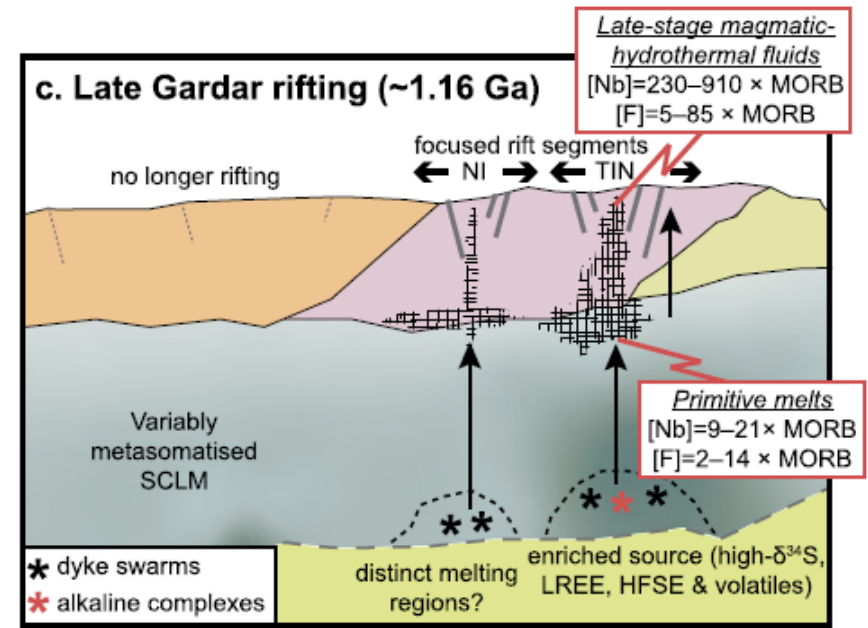 Late-stage magmatic-
hydrothermal fluids
[Nb]=230–910 × MORB
[F]=5–85 × MORB
c. Late Gardar rifting (~1.16 Ga)
focused rift segments
no longer rifting
NI
TIN
Primitive melts
[Nb]=9–21× MORB
[F]=2–14 × MORB
Variably
metasomatised
SCLM
* dyke swarms
* alkaline complexes
distinct melting
regions?
enriched source (high-δ³⁴S,
LREE, HFSE & volatiles)